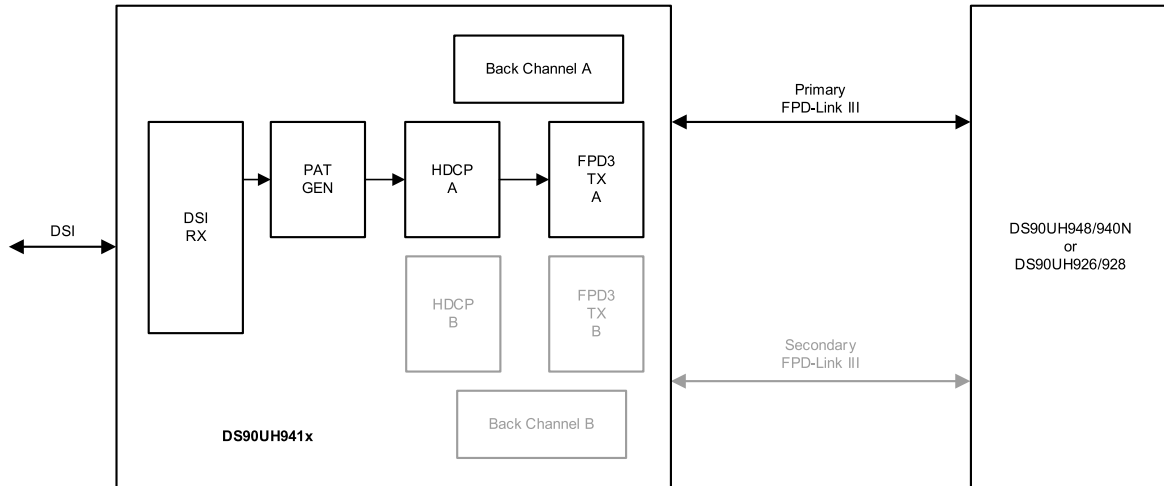 Back Channel A
Primary
FPD-Link III
PAT
GEN
HDCP
A
FPD3
TX
A
DSI
RX
DSI
DS90UH948/940N
or
DS90UH926/928
HDCP
B
FPD3
TX
B
Secondary
FPD-Link III
Back Channel B
DS90UH941x